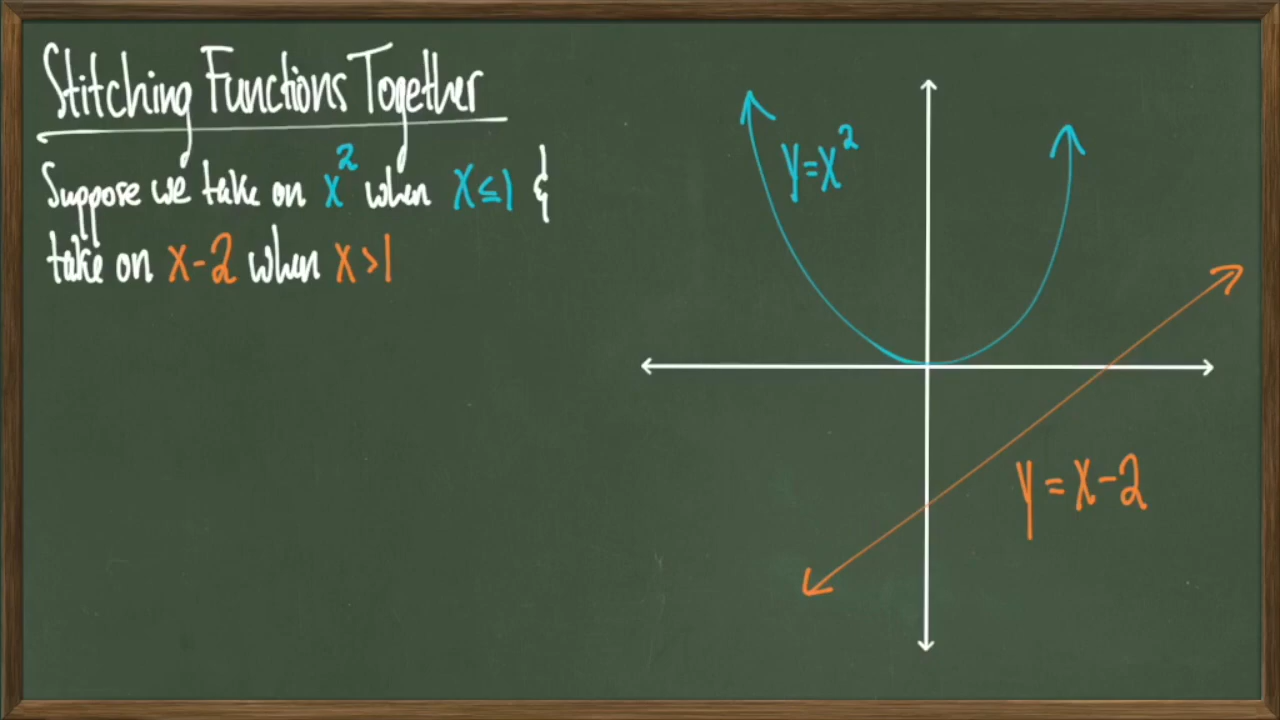 Stitching Functions Together
Suppose we take on x² when x≤1 &
take on x-2 when x>1
y=x²
y=x-2